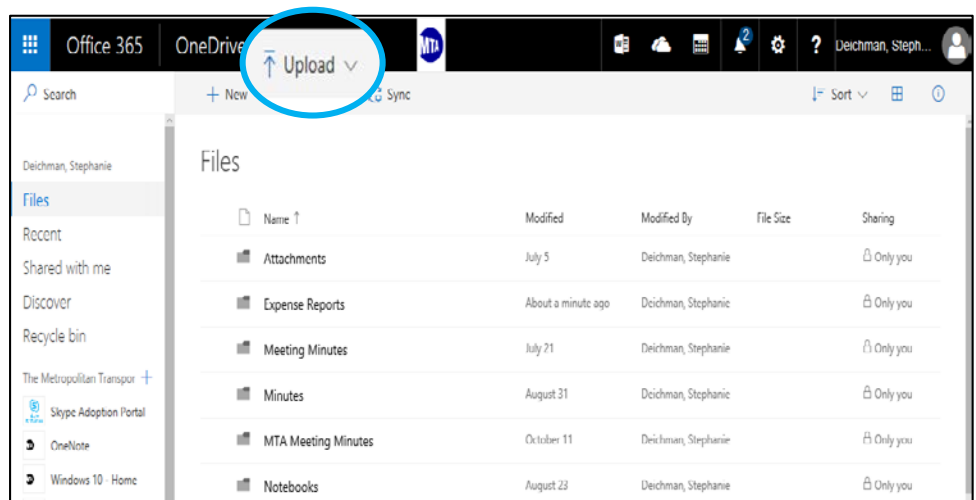 Office 365 OneDrive MTA 2 ? Deichman, Steph...
Upload
Search + New Sync Sort
Deichman, Stephanie
Files
Recent
Shared with me
Discover
Recycle bin
The Metropolitan Transpor +
Skype Adoption Portal
OneNote
Windows 10 - Home
Files
Name ↑ Modified Modified By File Size Sharing
Attachments July 5 Deichman, Stephanie Only you
Expense Reports About a minute ago Deichman, Stephanie Only you
Meeting Minutes July 21 Deichman, Stephanie Only you
Minutes August 31 Deichman, Stephanie Only you
MTA Meeting Minutes October 11 Deichman, Stephanie Only you
Notebooks August 23 Deichman, Stephanie Only you